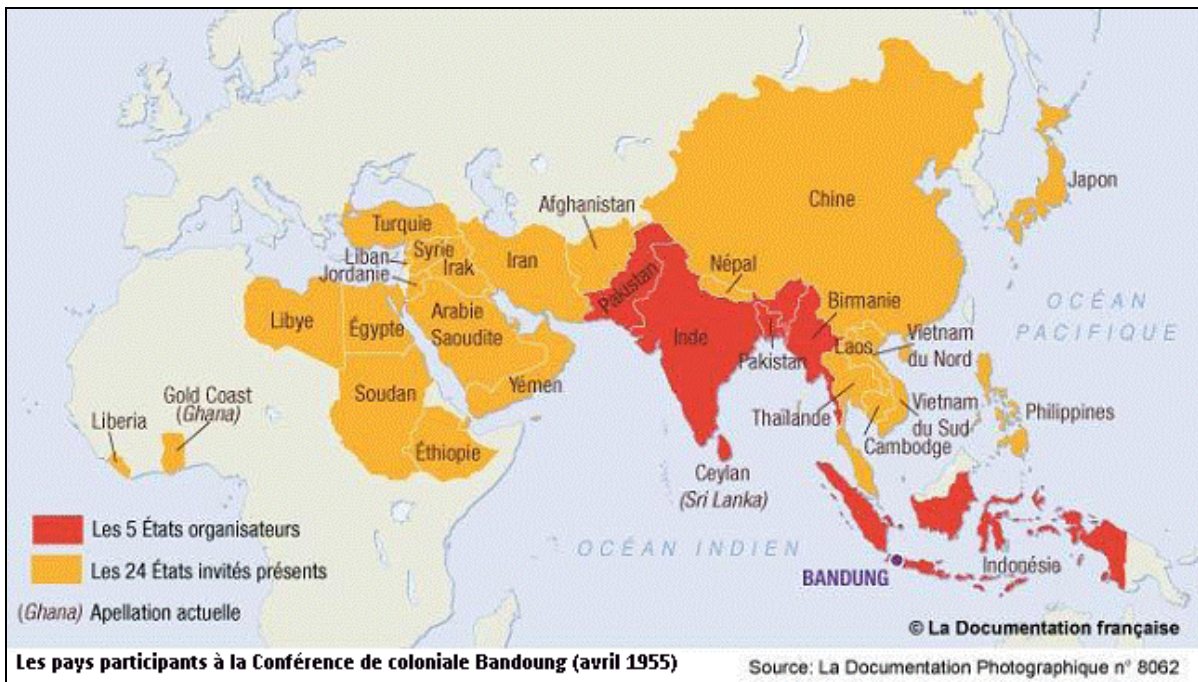 Turquie
Afghanistan
Chine
Japon
Liban
Syrie
Jordanie
Irak
Iran
Népal
Pakistan
Libye
Égypte
Arabie
Saoudite
Inde
Birmanie
OCÉAN
PACIFIQUE
Pakistan
Laos
Vietnam
du Nord
Yémen
Gold Coast
(Ghana)
Liberia
Soudan
Éthiopie
Thaïlande
Vietnam
du Sud
Cambodge
Philippines
Ceylan
(Sri Lanka)
Les 5 États organisateurs
Les 24 États invités présents
(Ghana) Apellation actuelle
OCÉAN INDIEN
BANDUNG
Indogésie
© La Documentation française
Les pays participants à la Conférence de coloniale Bandoung (avril 1955)
Source: La Documentation Photographique n° 8062